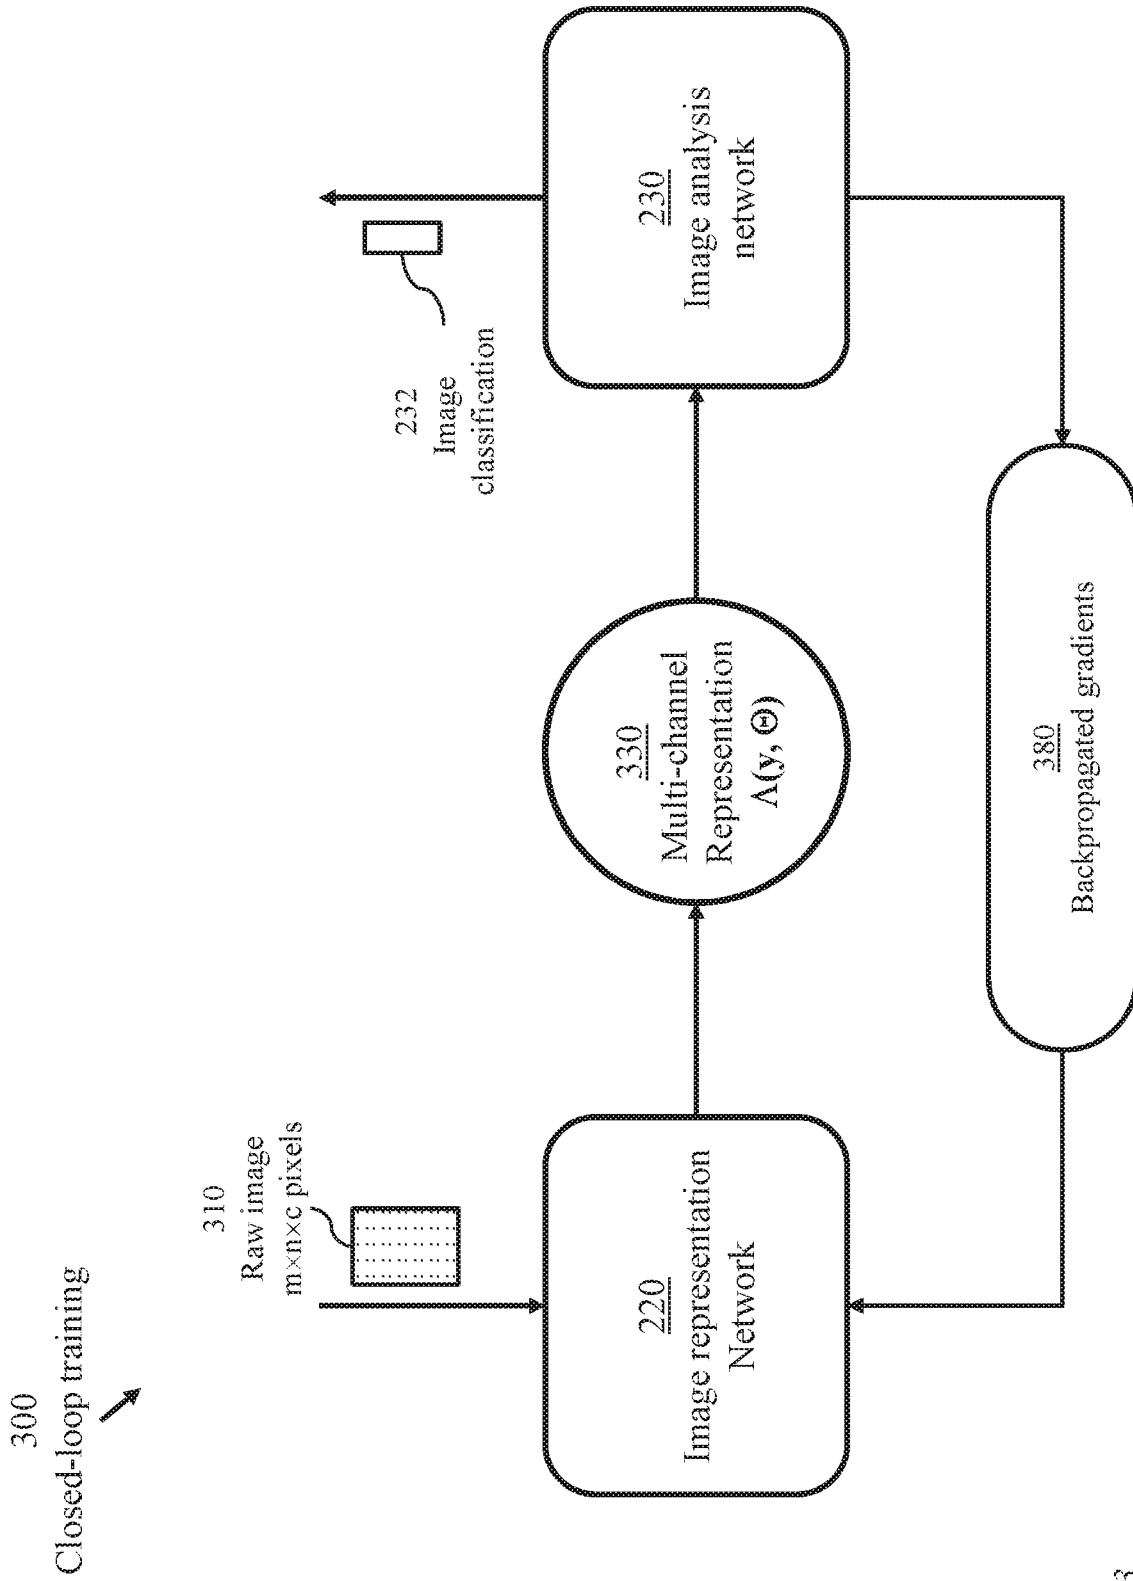 300
Closed-loop training
310
Raw image
m×n×c pixels
220
Image representation
Network
330
Multi-channel
Representation
Λ(y, Θ)
232
Image
classification
230
Image analysis
network
380
Backpropagated gradients
3